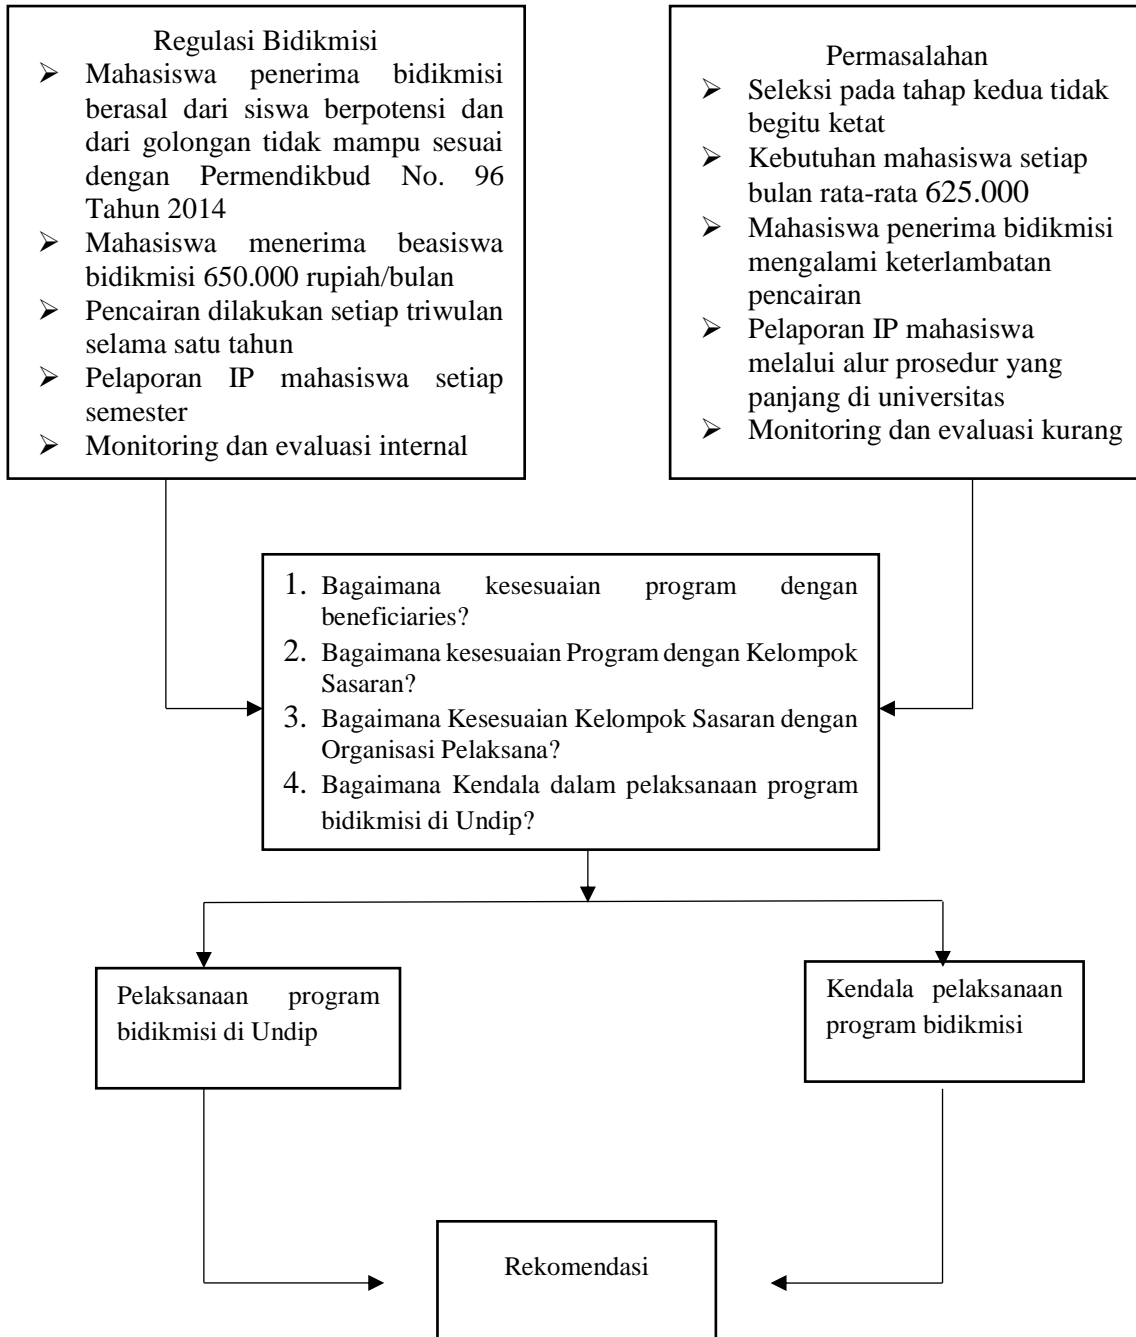 Regulasi Bidikmisi
➢ Mahasiswa penerima bidikmisi
berasal dari siswa berpotensi dan
dari golongan tidak mampu sesuai
dengan Permendikbud No. 96
Tahun 2014
➢ Mahasiswa menerima beasiswa
bidikmisi 650.000 rupiah/bulan
➢ Pencairan dilakukan setiap triwulan
selama satu tahun
➢ Pelaporan IP mahasiswa setiap
semester
➢ Monitoring dan evaluasi internal
Permasalahan
➢ Seleksi pada tahap kedua tidak
begitu ketat
➢ Kebutuhan mahasiswa setiap
bulan rata-rata 625.000
➢ Mahasiswa penerima bidikmisi
mengalami keterlambatan
pencairan
➢ Pelaporan IP mahasiswa
melalui alur prosedur yang
panjang di universitas
➢ Monitoring dan evaluasi kurang
1. Bagaimana kesesuaian program dengan
beneficiaries?
2. Bagaimana kesesuaian Program dengan Kelompok
Sasaran?
3. Bagaimana Kesesuaian Kelompok Sasaran dengan
Organisasi Pelaksana?
4. Bagaimana Kendala dalam pelaksanaan program
bidikmisi di Undip?
Pelaksanaan program
bidikmisi di Undip
Kendala pelaksanaan
program bidikmisi
Rekomendasi